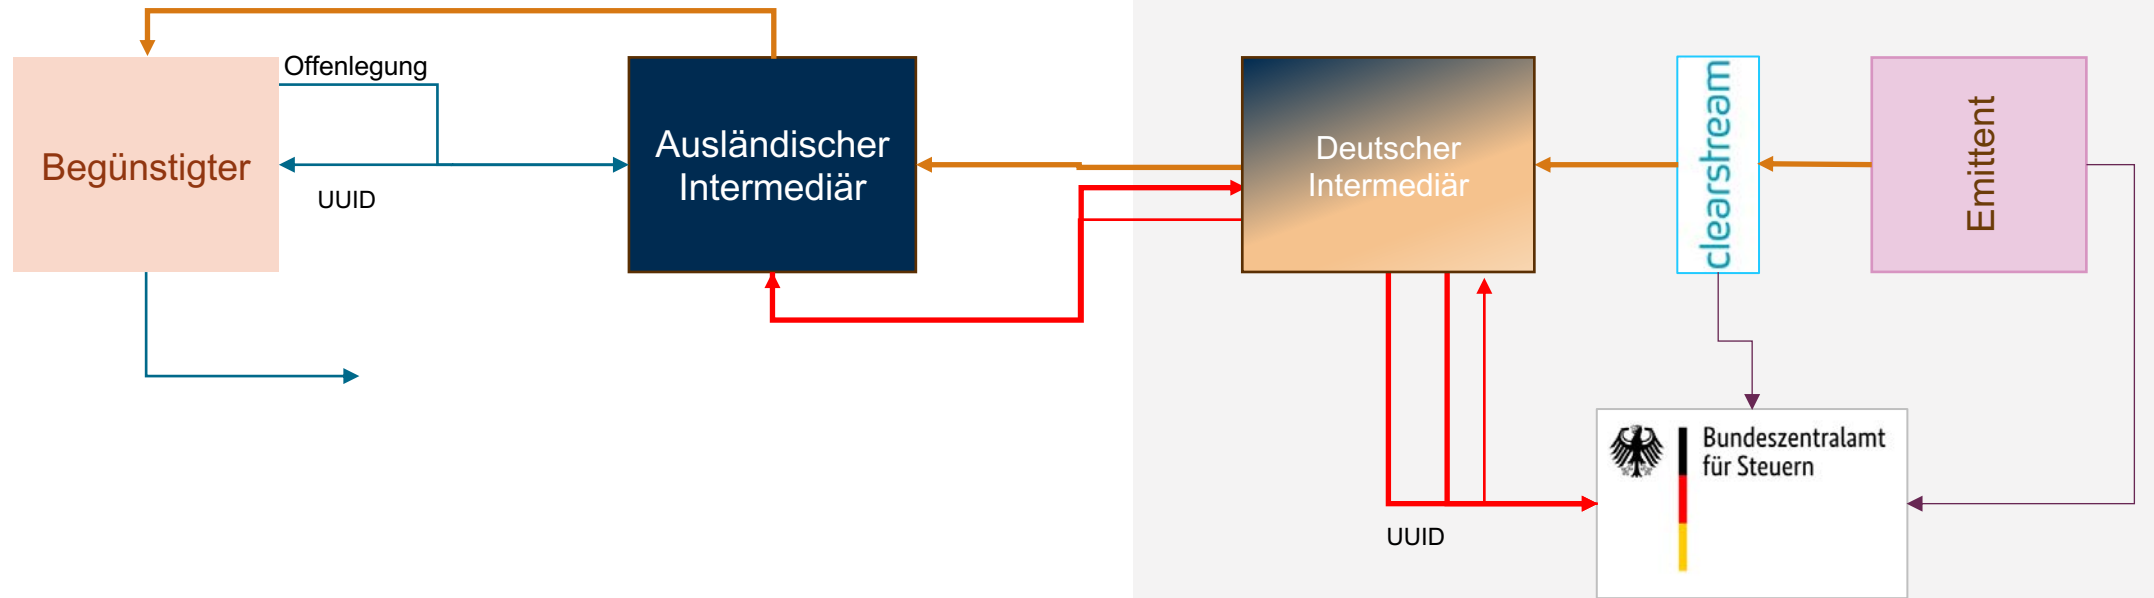 Offenlegung
Begünstigter
UUID
Ausländischer
Intermediär
Deutscher
Intermediär
clearstream
Emittent
Bundeszentralamt
für Steuern
UUID